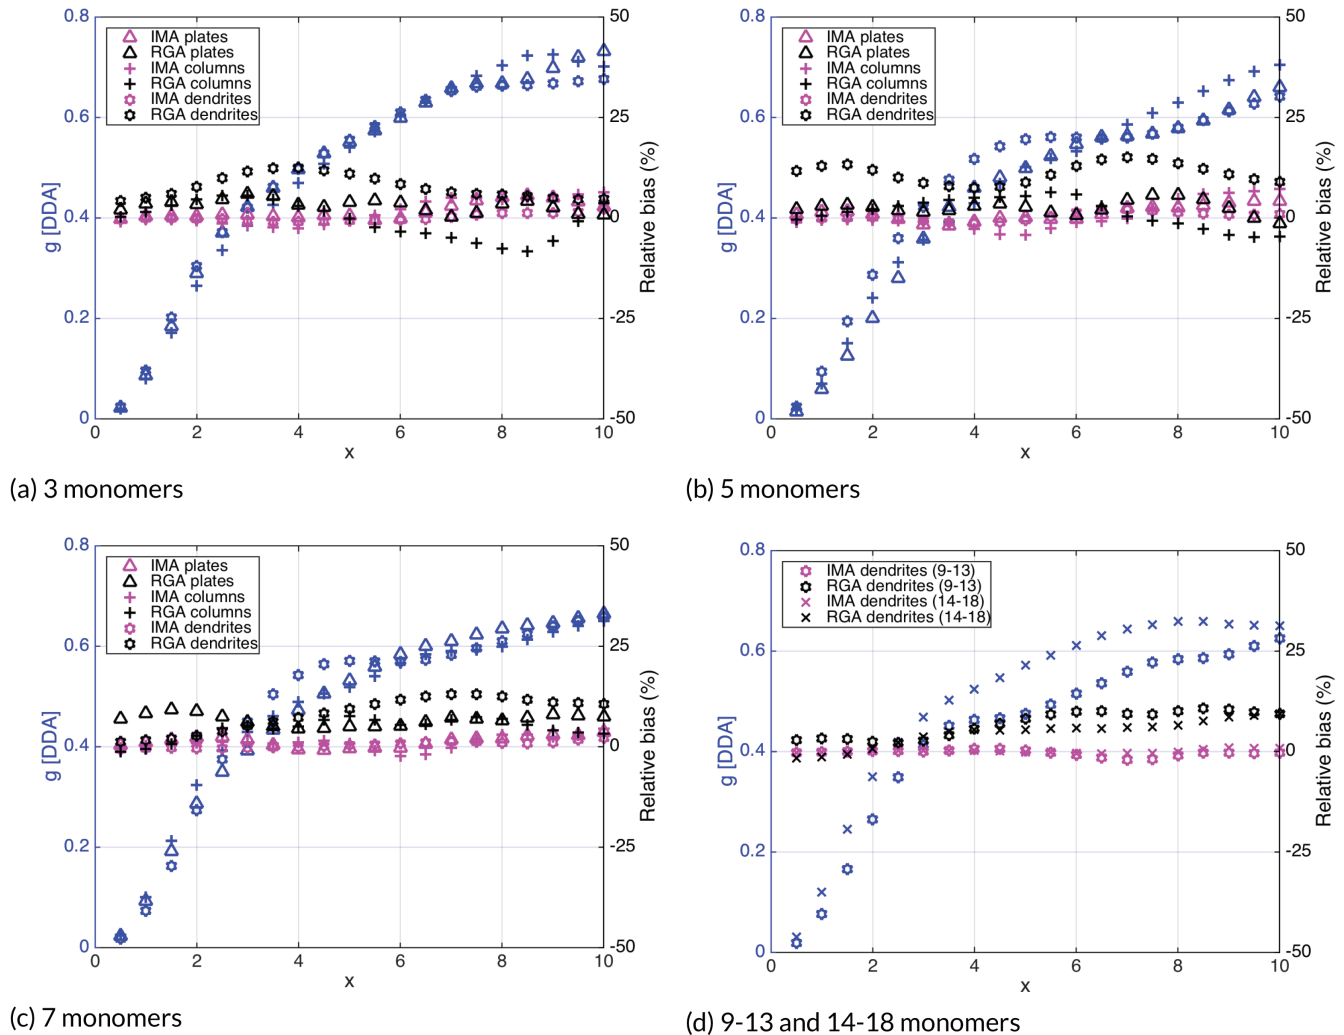 0.8
0.6
0.4
0.2
0
g [DDA]
IMA plates
RGA plates
IMA columns
RGA columns
IMA dendrites
RGA dendrites
50
25
0
-25
-50
Relative bias (%)
0 2 4 6 8 10
x
(a) 3 monomers
0.8
0.6
0.4
0.2
0
g [DDA]
IMA plates
RGA plates
IMA columns
RGA columns
IMA dendrites
RGA dendrites
50
25
0
-25
-50
Relative bias (%)
0 2 4 6 8 10
x
(b) 5 monomers
0.8
0.6
0.4
0.2
0
g [DDA]
IMA plates
RGA plates
IMA columns
RGA columns
IMA dendrites
RGA dendrites
50
25
0
-25
-50
Relative bias (%)
0 2 4 6 8 10
x
(c) 7 monomers
0.8
0.6
0.4
0.2
0
g [DDA]
IMA dendrites (9-13)
RGA dendrites (9-13)
IMA dendrites (14-18)
RGA dendrites (14-18)
50
25
0
-25
-50
Relative bias (%)
0 2 4 6 8 10
x
(d) 9-13 and 14-18 monomers